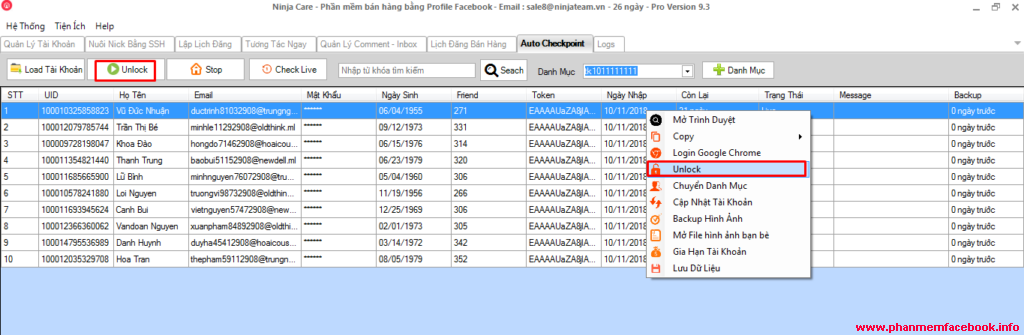 Ninja Care - Phần mềm bán hàng bằng Profile Facebook - Email : sale8@ninjateam.vn - 26 ngày - Pro Version 9.3
Hệ Thống Tiện Ích Help
Quản Lý Tài Khoản Nuôi Nick Bằng SSH Lập Lịch Đăng Tương Tác Ngay Quản Lý Comment - Inbox Lịch Đăng Bán Hàng Auto Checkpoint Logs
Load Tài Khoản Unlock Stop Check Live Nhập từ khóa tìm kiếm Seach Danh Mục tk1011111111 Danh Mục
STT UID Họ Tên Email Mật Khẩu Ngày Sinh Friend Token Ngày Nhập Còn Lại Trạng Thái Message Backup
1 100010325858823 Vũ Đức Nhuận ductrinh81032908@trungng... ****** 06/04/1955 271 EAAAAUaZA8JA... 10/11/2018 21 ngày Live 0 ngày trước
2 100012079785744 Trần Thị Bé minhle11292908@oldthink.ml ****** 09/12/1973 331 EAAAAUaZA8JA... 10/11/2018 0 ngày trước
3 100009728198047 Khoa Đào hongdo71462908@hoaicou... ****** 06/15/1976 314 EAAAAUaZA8JA... 10/11/2018 0 ngày trước
4 100011354821440 Thanh Trung baobui51152908@newdell.ml ****** 06/23/1979 320 EAAAAUaZA8JA... 10/11/2018 0 ngày trước
5 100011685665900 Lũ Bình minhnguyen76072908@trun... ****** 05/04/1960 306 EAAAAUaZA8JA... 10/11/2018 0 ngày trước
6 100010578241880 Loi Nguyen truongvi98732908@oldthin... ****** 11/19/1956 266 EAAAAUaZA8JA... 10/11/2018 0 ngày trước
7 100011693945624 Canh Bui vietnguyen57472908@new... ****** 12/25/1969 306 EAAAAUaZA8JA... 10/11/2018 0 ngày trước
8 100012366360062 Vandoan Nguyen xuanpham84892908@oldthi... ****** 02/01/1973 305 EAAAAUaZA8JA... 10/11/2018 0 ngày trước
9 100014795536989 Danh Huynh duyha45412908@hoaicous... ****** 03/14/1972 342 EAAAAUaZA8JA... 10/11/2018 0 ngày trước
10 100012035329708 Hoa Tran thepham59112908@trungn... ****** 08/05/1979 352 EAAAAUaZA8JA... 10/11/2018 0 ngày trước
Mở Trình Duyệt
Copy
Login Google Chrome
Unlock
Chuyển Danh Mục
Cập Nhật Tài Khoản
Backup Hình Ảnh
Mở File hình ảnh bạn bè
Gia Hạn Tài Khoản
Lưu Dữ Liệu
www.phanmemfacebook.info